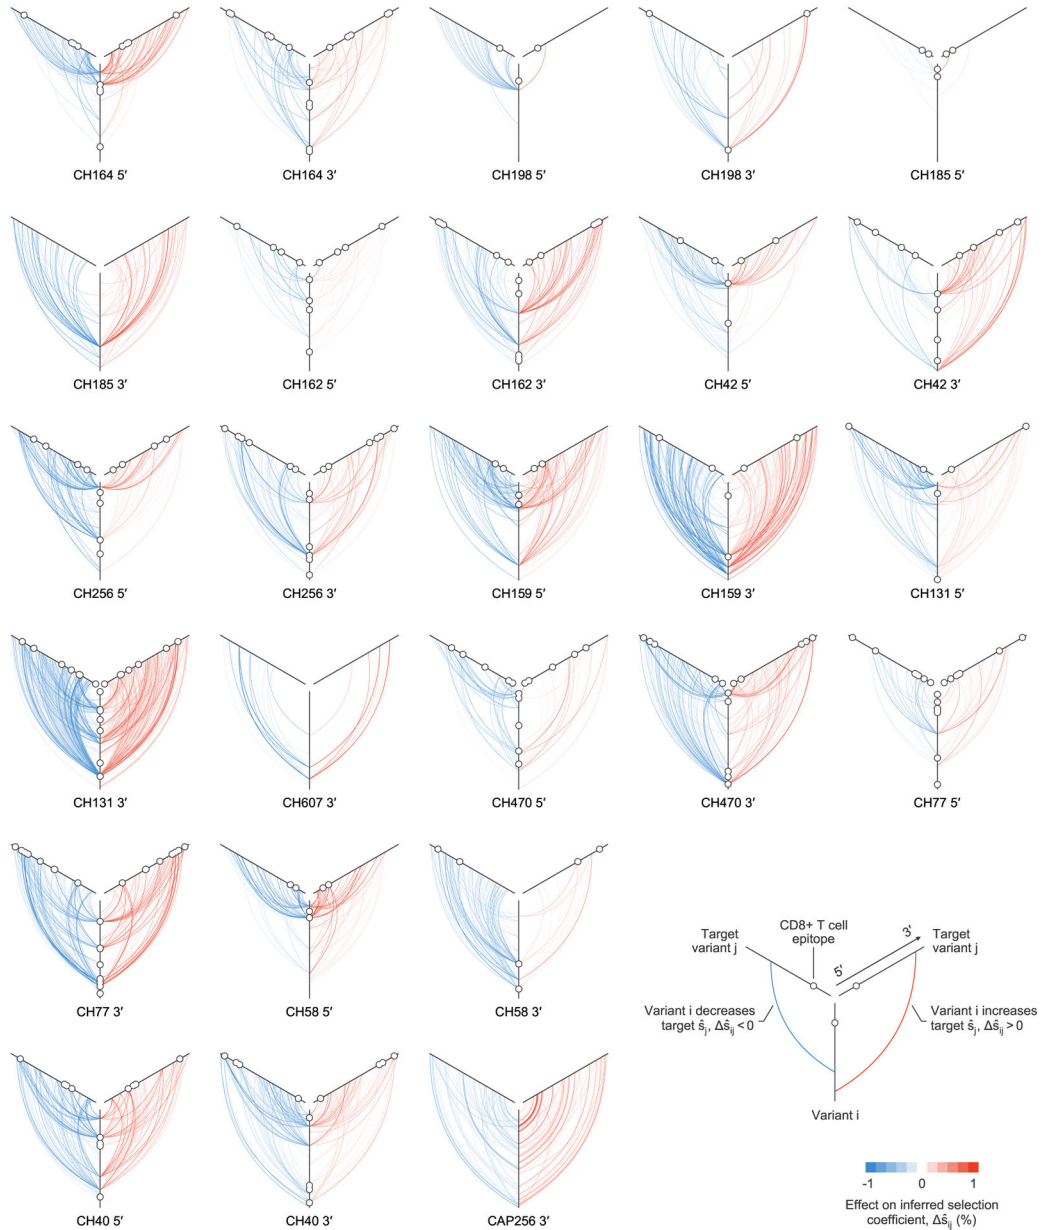 CH164 5′
CH164 3′
CH198 5′
CH198 3′
CH185 5′
CH185 3′
CH162 5′
CH162 3′
CH42 5′
CH42 3′
CH256 5′
CH256 3′
CH159 5′
CH159 3′
CH131 5′
CH131 3′
CH607 3′
CH470 5′
CH470 3′
CH77 5′
CH77 3′
CH58 5′
CH58 3′
Target
variant j
CD8+ T cell
epitope
5′
3′
Target
variant j
Variant i decreases
target ŝj, Δŝij < 0
Variant i increases
target ŝj, Δŝij > 0
Variant i
CH40 5′
CH40 3′
CAP256 3′
-1 0 1
Effect on inferred selection
coefficient, Δŝij (%)